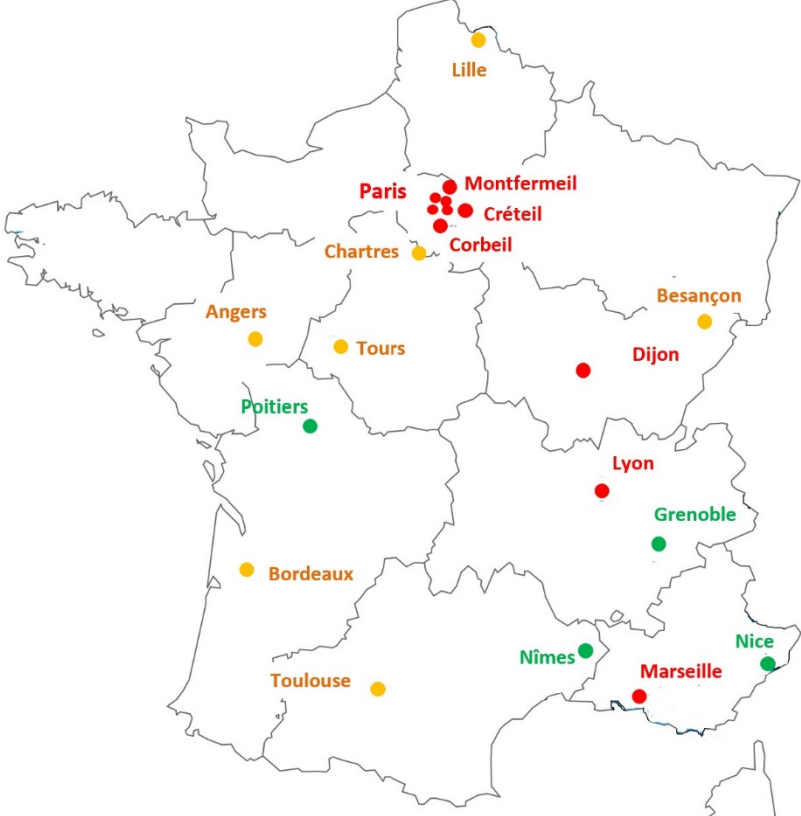 Lille
Montfermeil
Paris
Créteil
Corbeil
Chartres
Besançon
Angers
Tours
Dijon
Poitiers
Lyon
Grenoble
Bordeaux
Nice
Nîmes
Marseille
Toulouse